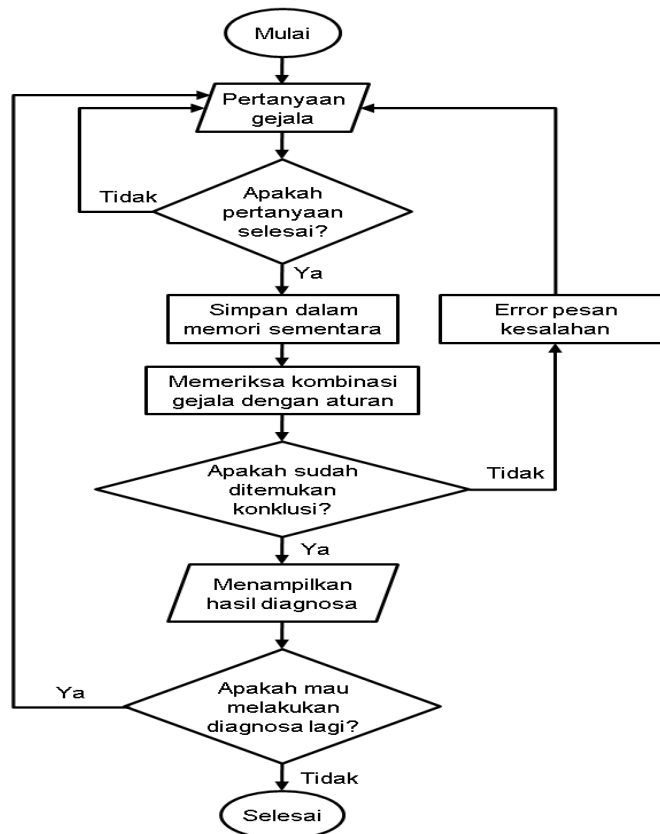 Mulai
Pertanyaan
gejala
Tidak
Apakah
pertanyaan
selesai?
Ya
Simpan dalam
memori sementara
Error pesan
kesalahan
Memeriksa kombinasi
gejala dengan aturan
Apakah sudah
ditemukan
konklusi?
Tidak
Ya
Menampilkan
hasil diagnosa
Ya
Apakah mau
melakukan
diagnosa lagi?
Tidak
Selesai